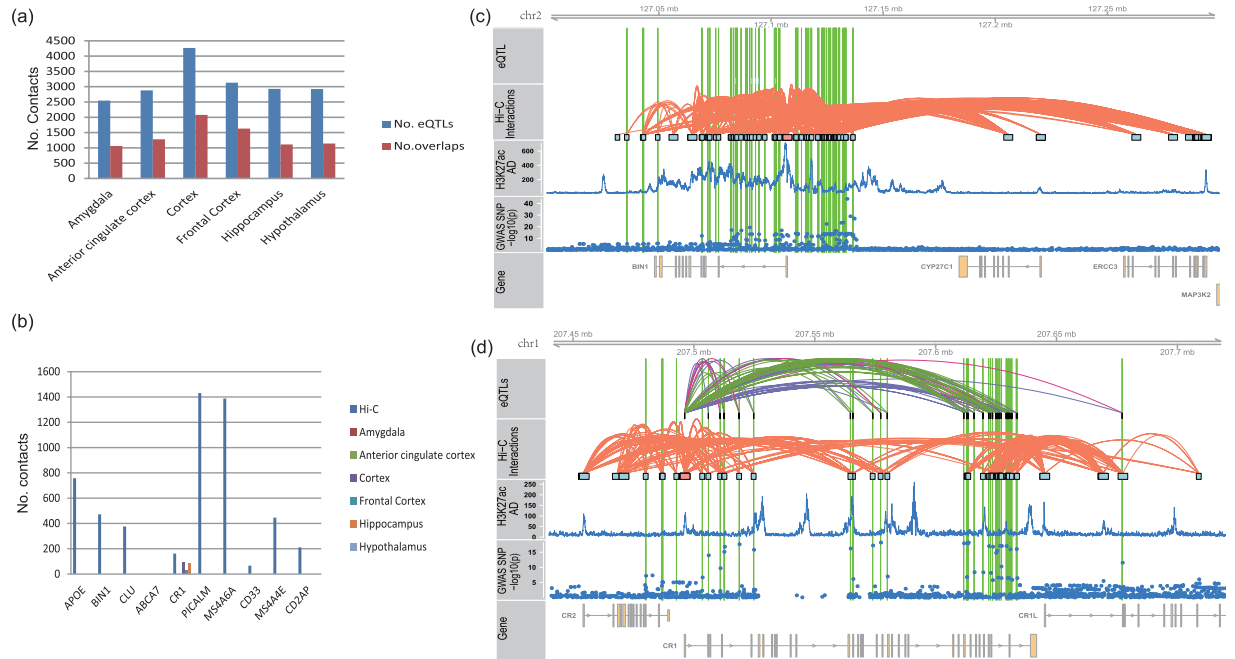 (a)
4500
4000
3500
3000
2500
2000
1500
1000
500
0
No. Contacts
Amygdala
Anterior cingulate cortex
Cortex
Frontal Cortex
Hippocampus
Hypothalamus
No. eQTLs
No.overlaps
(b)
1600
1400
1200
1000
800
600
400
200
0
No. contacts
APOE
BIN1
CLU
ABCA7
CR1
PICALM
MS4A6A
CD33
MS4A4E
CD2AP
Hi-C
Amygdala
Anterior cingulate cortex
Cortex
Frontal Cortex
Hippocampus
Hypothalamus
(c)
chr2
127.05 mb
127.1 mb
127.15 mb
127.2 mb
127.25 mb
eQTL
Hi-C
Interactions
H3K27ac
AD
600
400
200
GWAS SNP
-log10(p)
40
30
20
10
Gene
BIN1
CYP27C1
ERCC3
MAP3K2
(d)
chr1
207.45 mb
207.5 mb
207.55 mb
207.6 mb
207.65 mb
207.7 mb
eQTLs
Hi-C
Interactions
H3K27ac
AD
250
200
150
100
50
0
GWAS SNP
-log10(p)
15
10
5
Gene
CR2
CR1
CR1L